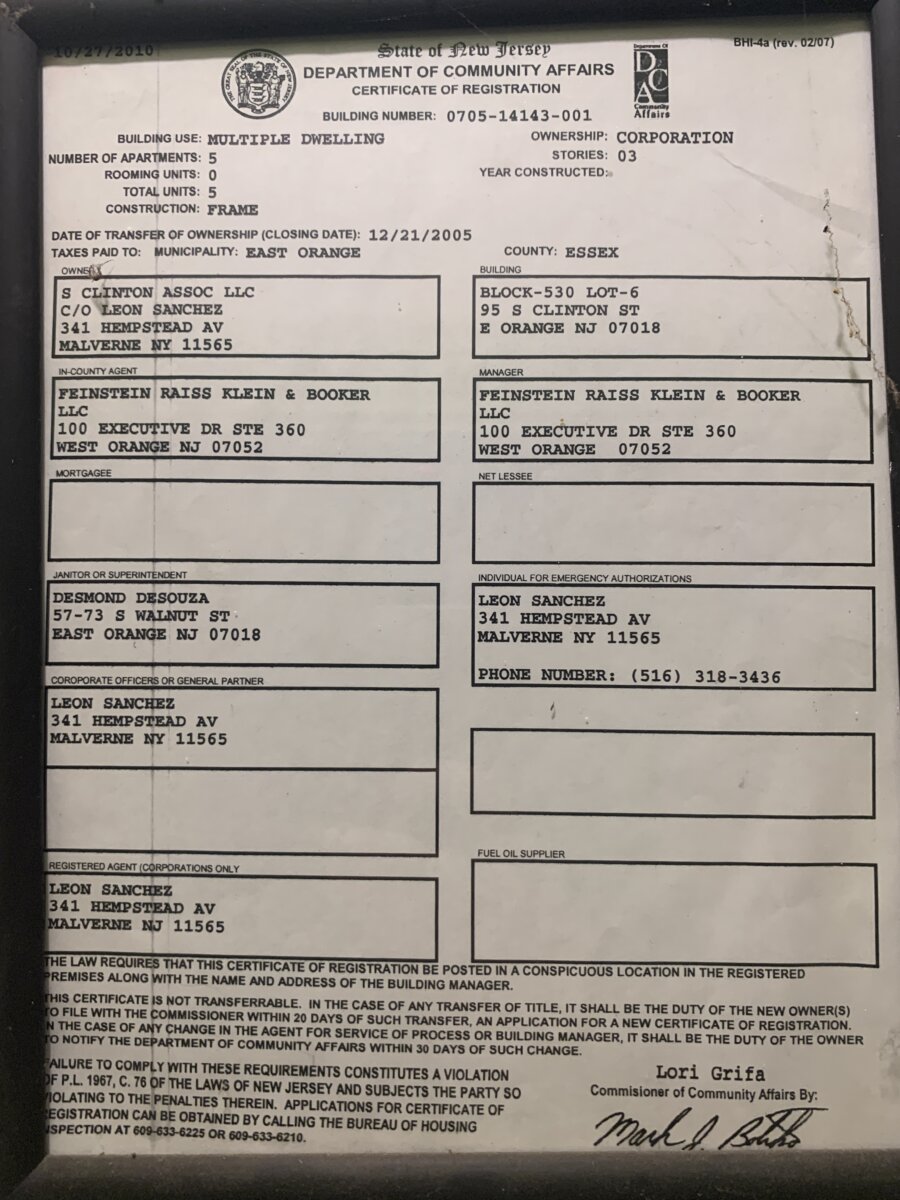 10/27/2010
State of New Jersey
BHI-4a (rev. 02/07)
DEPARTMENT OF COMMUNITY AFFAIRS
CERTIFICATE OF REGISTRATION
Department Of
DCA
Community
Affairs
THE GREAT SEAL OF THE STATE OF NEW JERSEY
BUILDING NUMBER: 0705-14143-001
BUILDING USE: MULTIPLE DWELLING
OWNERSHIP: CORPORATION
NUMBER OF APARTMENTS: 5
STORIES: 03
ROOMING UNITS: 0
YEAR CONSTRUCTED:
TOTAL UNITS: 5
CONSTRUCTION: FRAME
DATE OF TRANSFER OF OWNERSHIP (CLOSING DATE): 12/21/2005
TAXES PAID TO: MUNICIPALITY: EAST ORANGE COUNTY: ESSEX
OWNER
S CLINTON ASSOC LLC
C/O LEON SANCHEZ
341 HEMPSTEAD AV
MALVERNE NY 11565
BUILDING
BLOCK-530 LOT-6
95 S CLINTON ST
E ORANGE NJ 07018
IN-COUNTY AGENT
FEINSTEIN RAISS KLEIN & BOOKER
LLC
100 EXECUTIVE DR STE 360
WEST ORANGE NJ 07052
MANAGER
FEINSTEIN RAISS KLEIN & BOOKER
LLC
100 EXECUTIVE DR STE 360
WEST ORANGE 07052
MORTGAGEE
NET LESSEE
JANITOR OR SUPERINTENDENT
DESMOND DESOUZA
57-73 S WALNUT ST
EAST ORANGE NJ 07018
INDIVIDUAL FOR EMERGENCY AUTHORIZATIONS
LEON SANCHEZ
341 HEMPSTEAD AV
MALVERNE NY 11565
PHONE NUMBER: (516) 318-3436
COROPORATE OFFICERS OR GENERAL PARTNER
LEON SANCHEZ
341 HEMPSTEAD AV
MALVERNE NY 11565
REGISTERED AGENT (CORPORATIONS ONLY
LEON SANCHEZ
341 HEMPSTEAD AV
MALVERNE NJ 11565
FUEL OIL SUPPLIER
THE LAW REQUIRES THAT THIS CERTIFICATE OF REGISTRATION BE POSTED IN A CONSPICUOUS LOCATION IN THE REGISTERED
PREMISES ALONG WITH THE NAME AND ADDRESS OF THE BUILDING MANAGER.
THIS CERTIFICATE IS NOT TRANSFERRABLE. IN THE CASE OF ANY TRANSFER OF TITLE, IT SHALL BE THE DUTY OF THE NEW OWNER(S)
TO FILE WITH THE COMMISSIONER WITHIN 20 DAYS OF SUCH TRANSFER, AN APPLICATION FOR A NEW CERTIFICATE OF REGISTRATION.
IN THE CASE OF ANY CHANGE IN THE AGENT FOR SERVICE OF PROCESS OR BUILDING MANAGER, IT SHALL BE THE DUTY OF THE OWNER
TO NOTIFY THE DEPARTMENT OF COMMUNITY AFFAIRS WITHIN 30 DAYS OF SUCH CHANGE.
FAILURE TO COMPLY WITH THESE REQUIREMENTS CONSTITUTES A VIOLATION
OF P.L. 1967, C. 76 OF THE LAWS OF NEW JERSEY AND SUBJECTS THE PARTY SO
VIOLATING TO THE PENALTIES THEREIN. APPLICATIONS FOR CERTIFICATE OF
REGISTRATION CAN BE OBTAINED BY CALLING THE BUREAU OF HOUSING
INSPECTION AT 609-633-6225 OR 609-633-6210.
Lori Grifa
Commisioner of Community Affairs By:
Mark J.